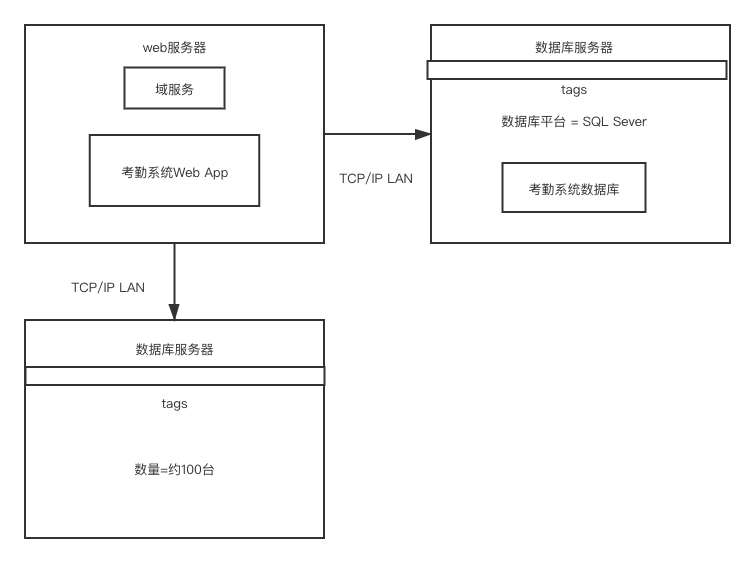 web服务器
域服务
考勤系统Web App
TCP/IP LAN
数据库服务器
tags
数据库平台 = SQL Sever
考勤系统数据库
TCP/IP LAN
数据库服务器
tags
数量=约100台